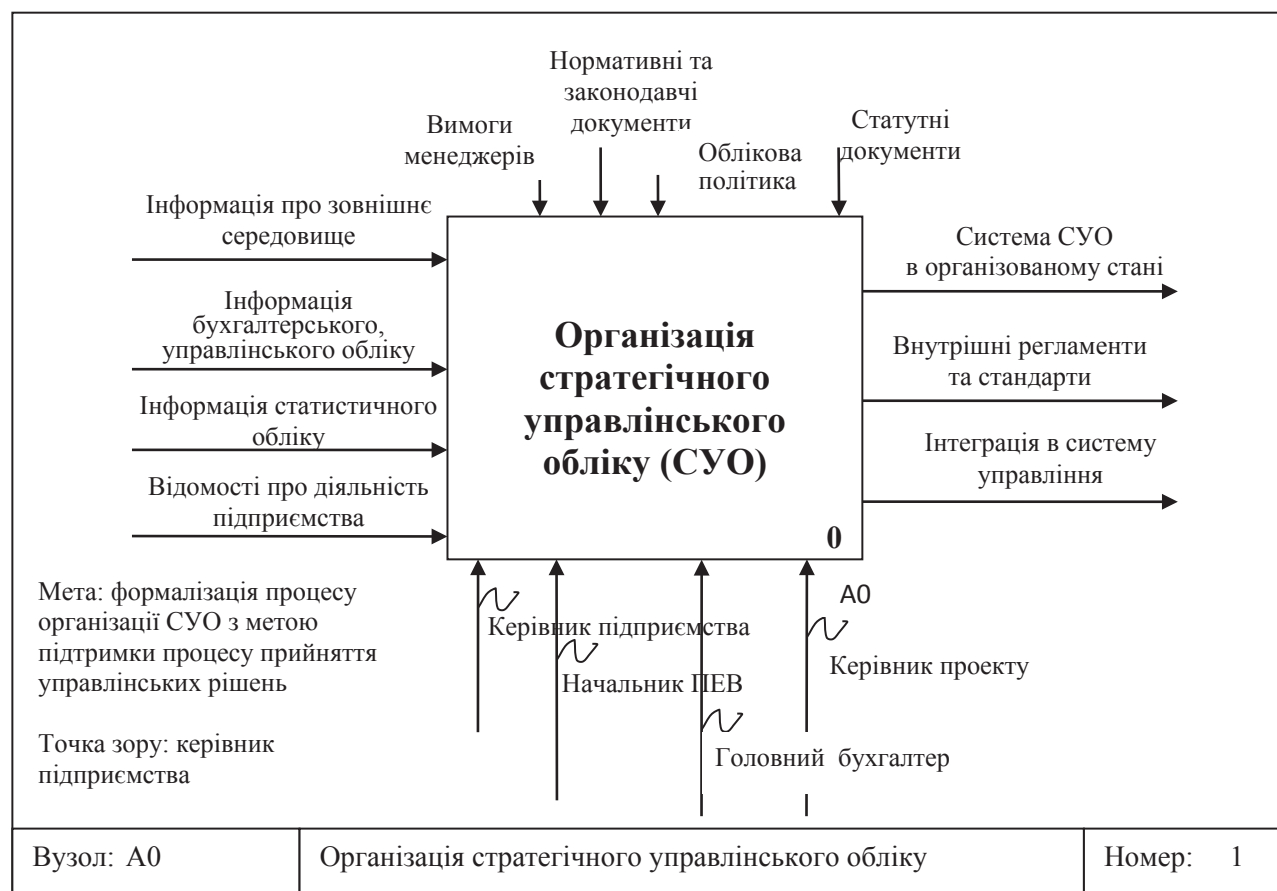 Нормативні та
законодавчі
документи
Вимоги
менеджерів
Облікова
політика
Статутні
документи
Інформація про зовнішнє
середовище
Інформація
бухгалтерського,
управлінського обліку
Інформація статистичного
обліку
Відомості про діяльність
підприємства
Організація
стратегічного
управлінського
обліку (СУО)
0
Система СУО
в організованому стані
Внутрішні регламенти
та стандарти
Інтеграція в систему
управління
A0
Керівник підприємства
Начальник ПЕВ
Головний бухгалтер
Керівник проекту
Мета: формалізація процесу
організації СУО з метою
підтримки процесу прийняття
управлінських рішень
Точка зору: керівник
підприємства
Вузол: А0
Організація стратегічного управлінського обліку
Номер: 1